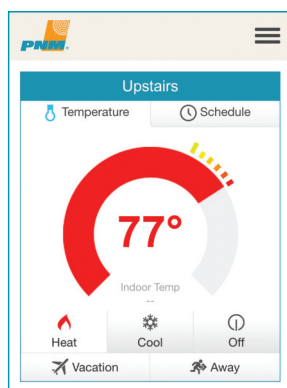 PNM.
Upstairs
Temperature
Schedule
77°
Indoor Temp
--
Heat
Cool
Off
Vacation
Away